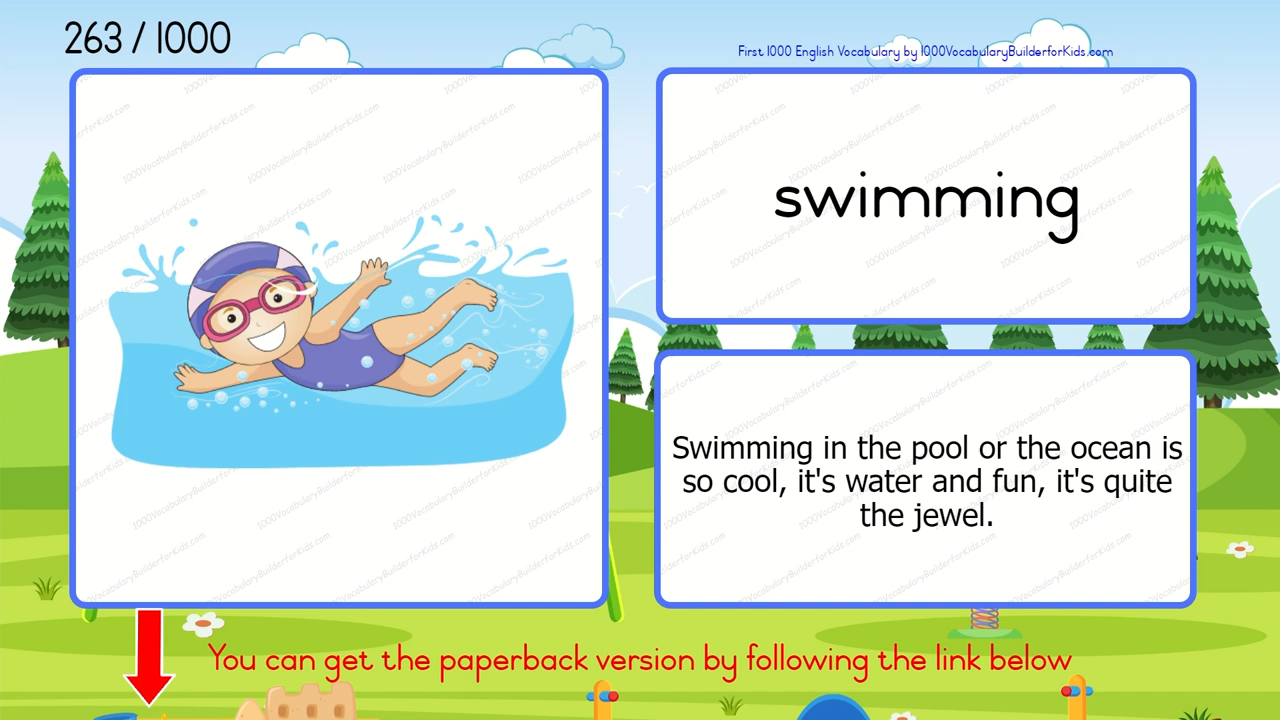 263 / 1000
First 1000 English Vocabulary by 1000VocabularyBuilderforKids.com
swimming
Swimming in the pool or the ocean is
so cool, it's water and fun, it's quite
the jewel.
You can get the paperback version by following the link below
1000VocabularyBuilderforKids.com